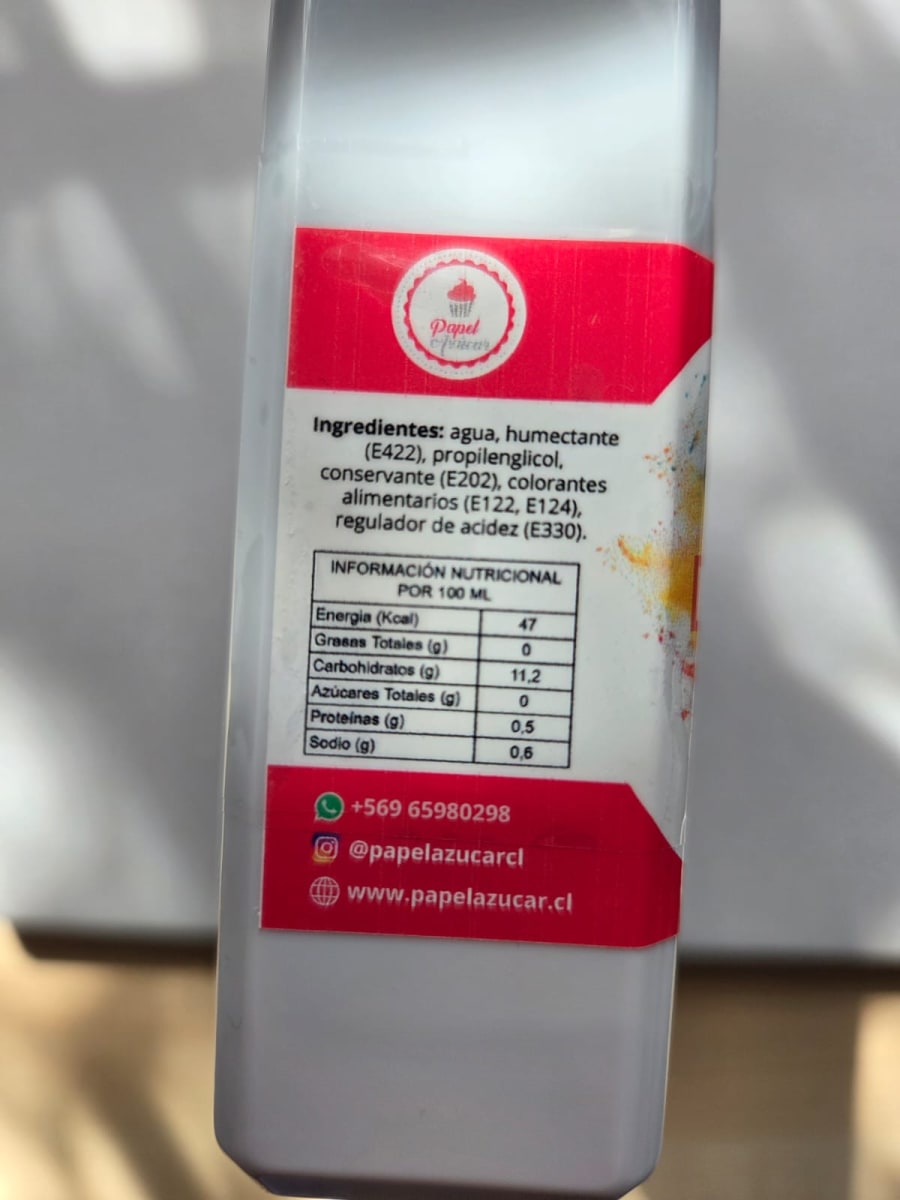 Papel
Azúcar
Ingredientes: agua, humectante
(E422), propilenglicol,
conservante (E202), colorantes
alimentarios (E122, E124),
regulador de acidez (E330).
INFORMACIÓN NUTRICIONAL
POR 100 ML
Energia (Kcal) 47
Grasas Totales (g) 0
Carbohidratos (g) 11,2
Azúcares Totales (g) 0
Proteínas (g) 0,5
Sodio (g) 0,6
+569 65980298
@papelazucarcl
www.papelazucar.cl